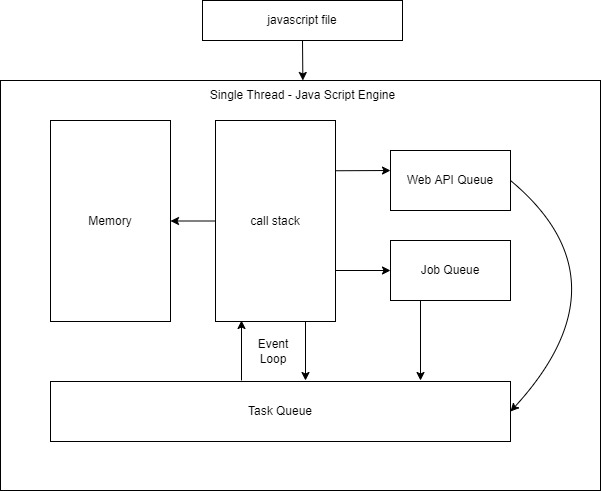 javascript file
Single Thread - Java Script Engine
Memory
call stack
Web API Queue
Job Queue
Event
Loop
Task Queue